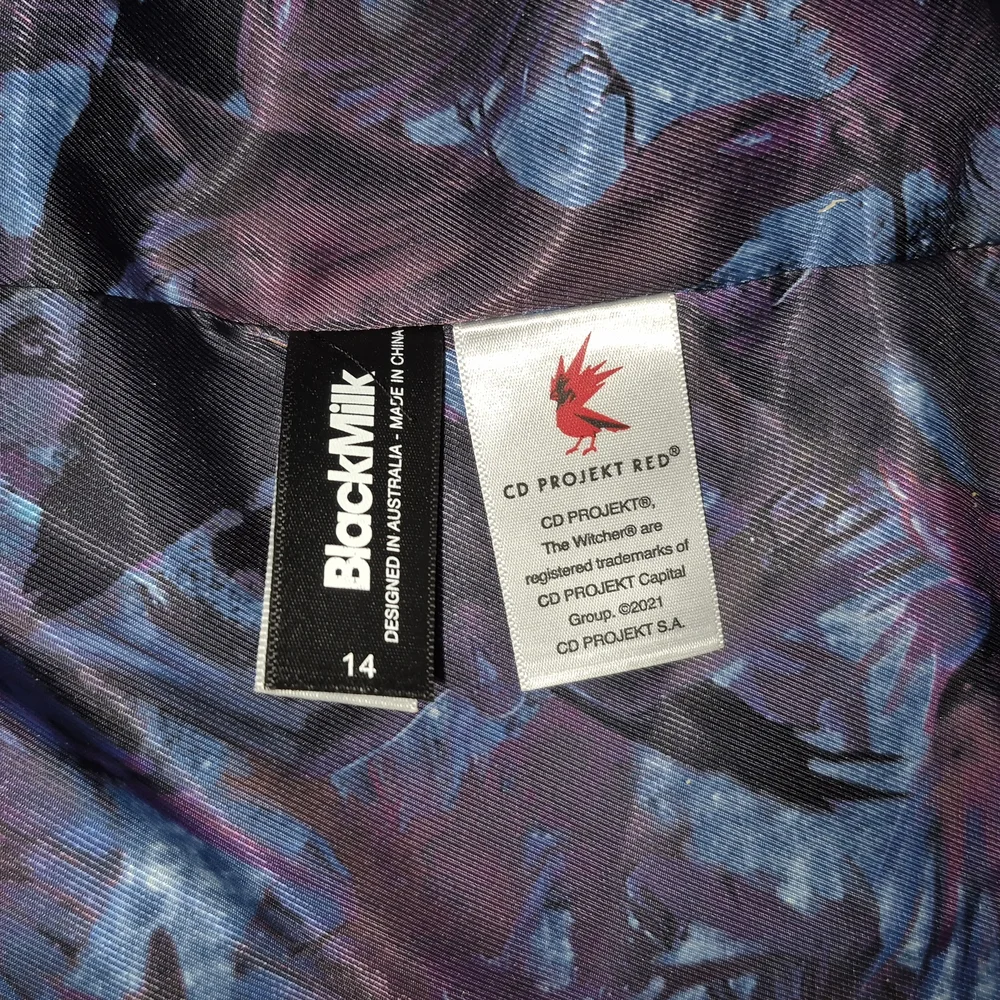 BlackMilk
DESIGNED IN AUSTRALIA - MADE IN CHINA
14
CD PROJEKT RED®
CD PROJEKT®,
The Witcher® are
registered trademarks of
CD PROJEKT Capital
Group. ©2021
CD PROJEKT S.A.